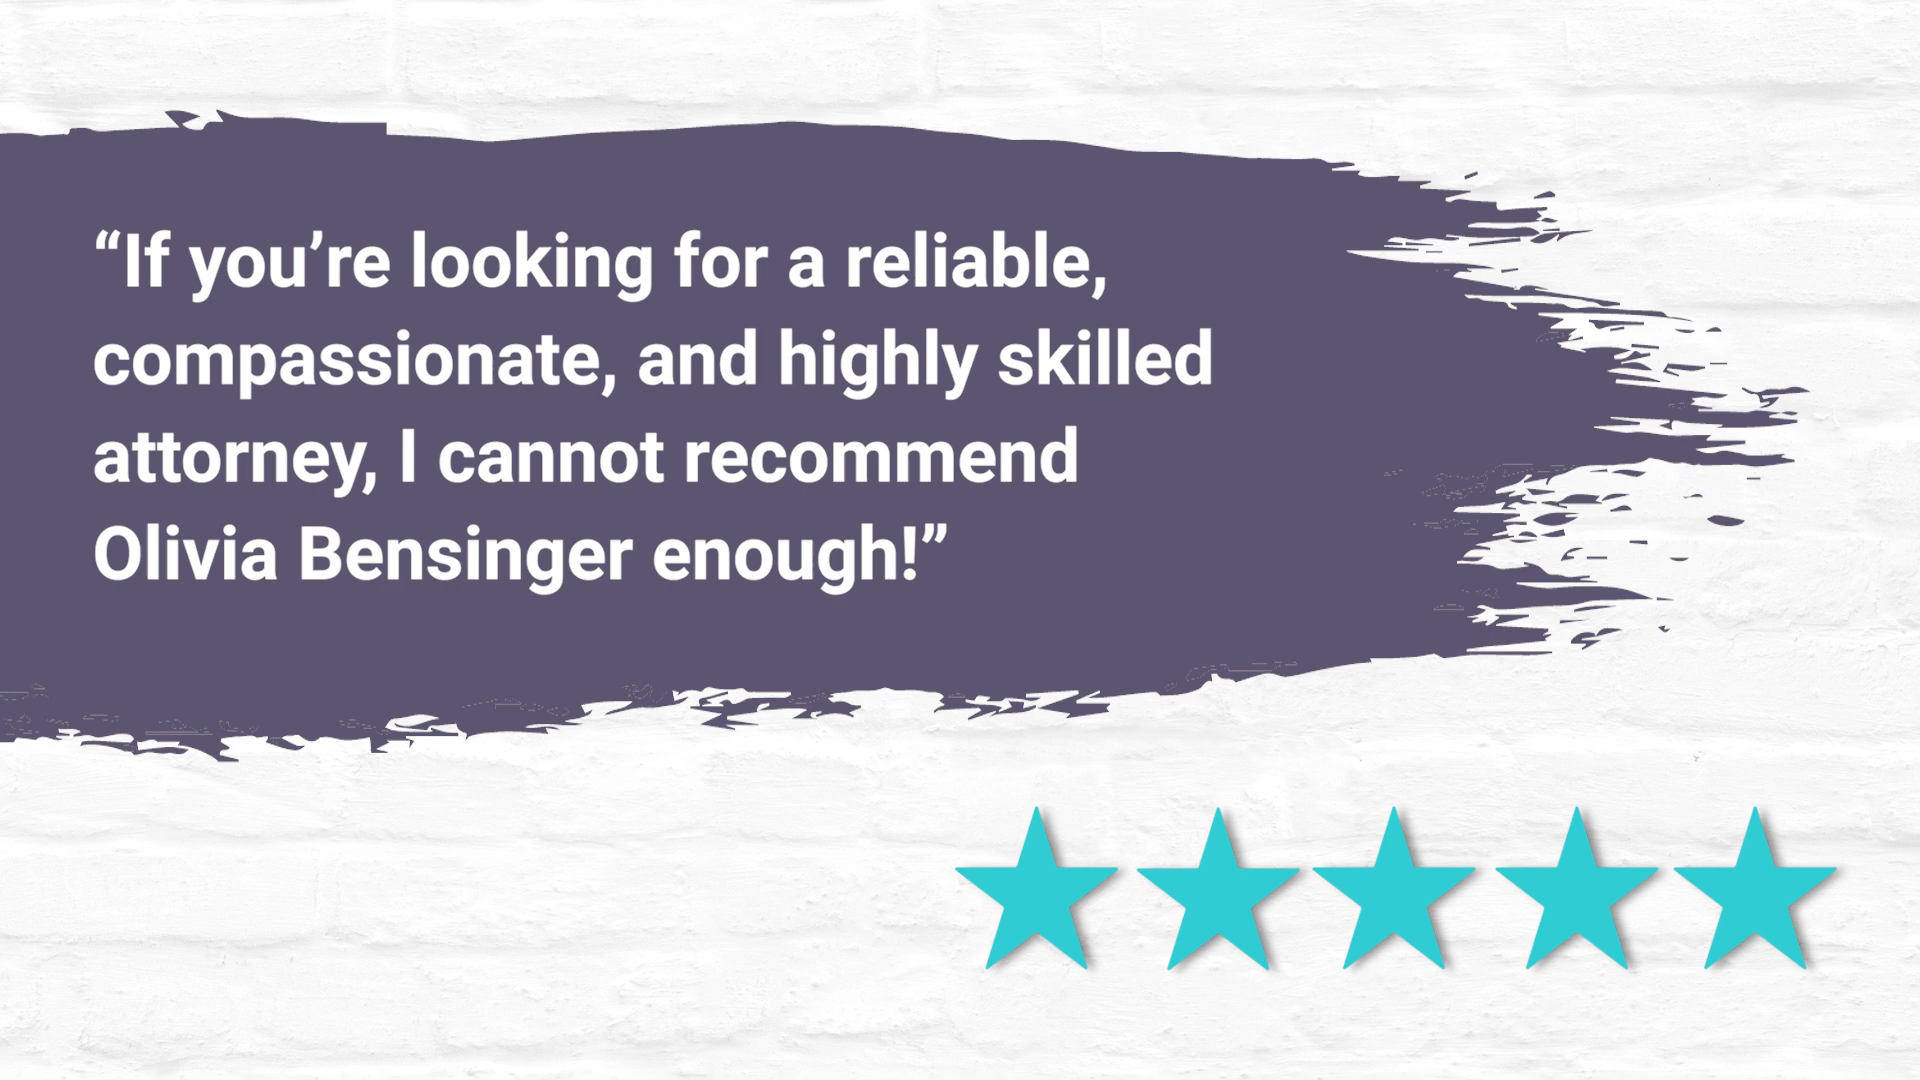 “If you’re looking for a reliable,
compassionate, and highly skilled
attorney, I cannot recommend
Olivia Bensinger enough!”